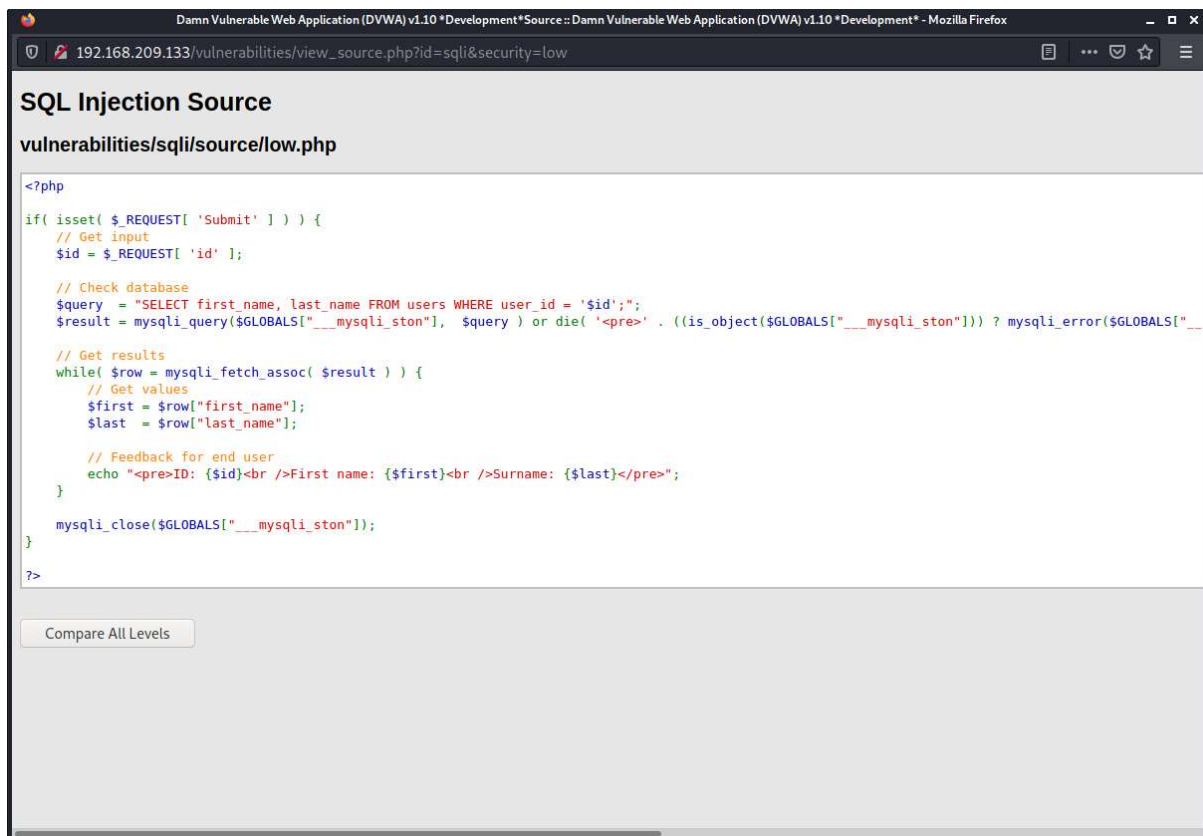 Damn Vulnerable Web Application (DVWA) v1.10 *Development*Source :: Damn Vulnerable Web Application (DVWA) v1.10 *Development* - Mozilla Firefox
192.168.209.133/vulnerabilities/view_source.php?id=sqli&security=low
SQL Injection Source
vulnerabilities/sqli/source/low.php
<?php
if( isset( $_REQUEST[ 'Submit' ] ) ) {
// Get input
$id = $_REQUEST[ 'id' ];
// Check database
$query = "SELECT first_name, last_name FROM users WHERE user_id = '$id';";
$result = mysqli_query($GLOBALS["___mysqli_ston"], $query ) or die( '<pre>' . ((is_object($GLOBALS["___mysqli_ston"])) ? mysqli_error($GLOBALS["__
// Get results
while( $row = mysqli_fetch_assoc( $result ) ) {
// Get values
$first = $row["first_name"];
$last = $row["last_name"];
// Feedback for end user
echo "<pre>ID: {$id}<br />First name: {$first}<br />Surname: {$last}</pre>";
}
mysqli_close($GLOBALS["___mysqli_ston"]);
}
?>
Compare All Levels